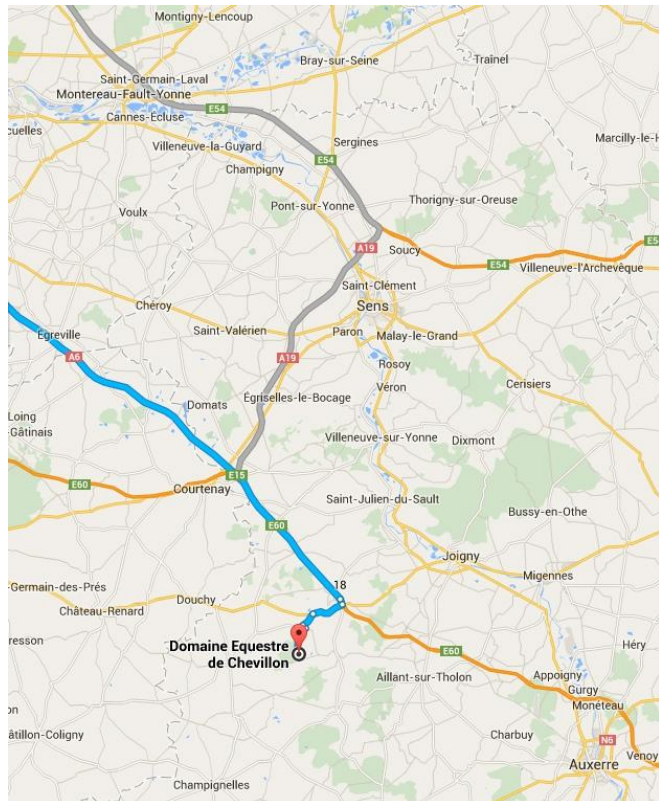 Montigny-Lencoup
Traînel
Bray-sur-Seine
Saint-Germain-Laval
Montereau-Fault-Yonne
E54
Cannes-Ecluse
cuelles
Villeneuve-la-Guyard
Sergines
Marcilly-le-H
E54
Champigny
Thorigny-sur-Oreuse
Pont-sur-Yonne
Voulx
A19
Soucy
E54
E54
Villeneuve-l'Archevêque
Saint-Clément
Chéroy
Sens
Égreville
Saint-Valérien
Paron
Malay-le-Grand
A6
A19
Rosoy
Véron
Cerisiers
Égriselles-le-Bocage
Domats
Loing
-Gâtinais
Villeneuve-sur-Yonne
Dixmont
E15
E60
Courtenay
Saint-Julien-du-Sault
Bussy-en-Othe
E60
Joigny
18
Migennes
-Germain-des-Prés
Douchy
Château-Renard
resson
Domaine Equestre
de Chevillon
E60
Héry
Aillant-sur-Tholon
Appoigny
Gurgy
Monéteau
on
âtillon-Coligny
Charbuy
N6
Venoy
Auxerre
Champignelles